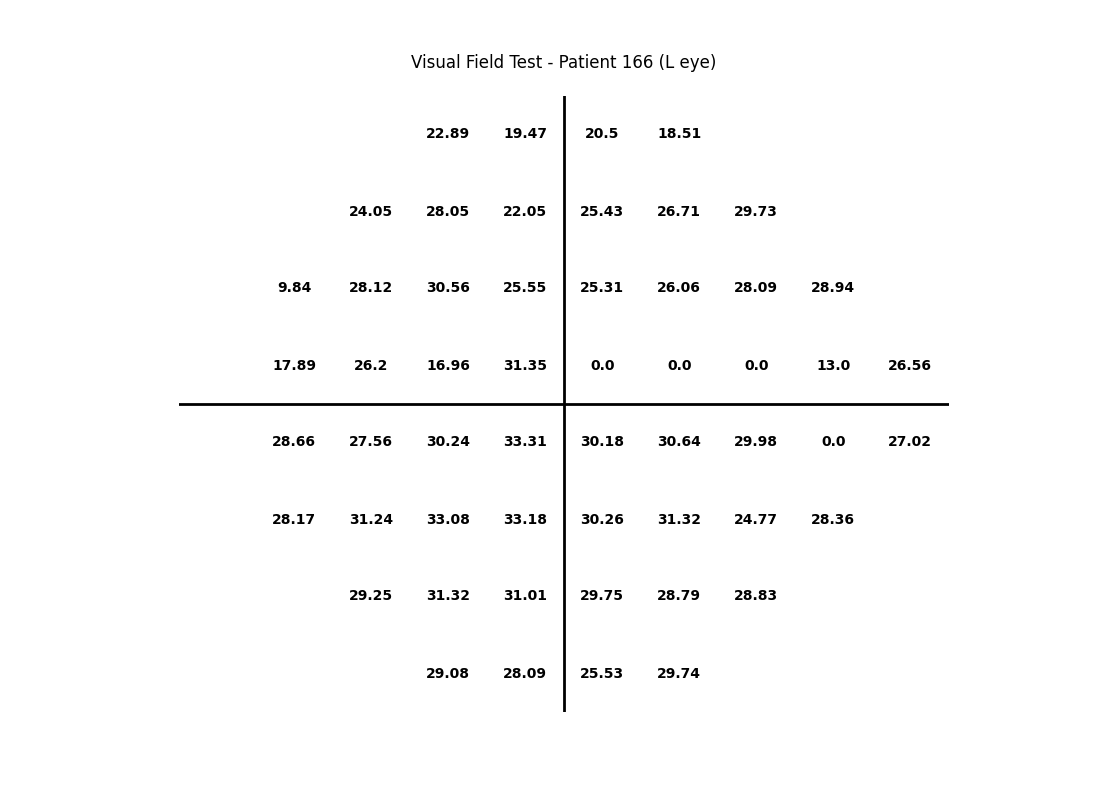 Visual Field Test - Patient 166 (L eye)
22.89 19.47 20.5 18.51
24.05 28.05 22.05 25.43 26.71 29.73
9.84 28.12 30.56 25.55 25.31 26.06 28.09 28.94
17.89 26.2 16.96 31.35 0.0 0.0 0.0 13.0 26.56
28.66 27.56 30.24 33.31 30.18 30.64 29.98 0.0 27.02
28.17 31.24 33.08 33.18 30.26 31.32 24.77 28.36
29.25 31.32 31.01 29.75 28.79 28.83
29.08 28.09 25.53 29.74